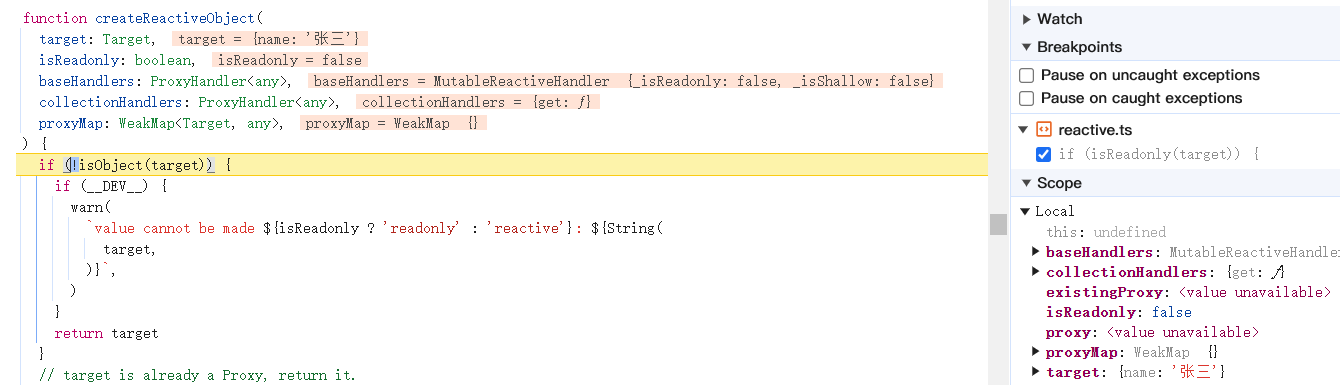 function createReactiveObject(
target: Target, target = {name: '张三'}
isReadonly: boolean, isReadonly = false
baseHandlers: ProxyHandler<any>, baseHandlers = MutableReactiveHandler {_isReadonly: false, _isShallow: false}
collectionHandlers: ProxyHandler<any>, collectionHandlers = {get: ƒ}
proxyMap: WeakMap<Target, any>, proxyMap = WeakMap {}
) {
if (!isObject(target)) {
if (__DEV__) {
warn(
`value cannot be made ${isReadonly ? 'readonly' : 'reactive'}: ${String(
target,
)}`,
)
}
return target
}
// target is already a Proxy, return it.
Watch
Breakpoints
Pause on uncaught exceptions
Pause on caught exceptions
reactive.ts
if (isReadonly(target)) {
Scope
Local
this: undefined
baseHandlers: MutableReactiveHandle
collectionHandlers: {get: ƒ}
existingProxy: <value unavailable>
isReadonly: false
proxy: <value unavailable>
proxyMap: WeakMap {}
target: {name: '张三'}